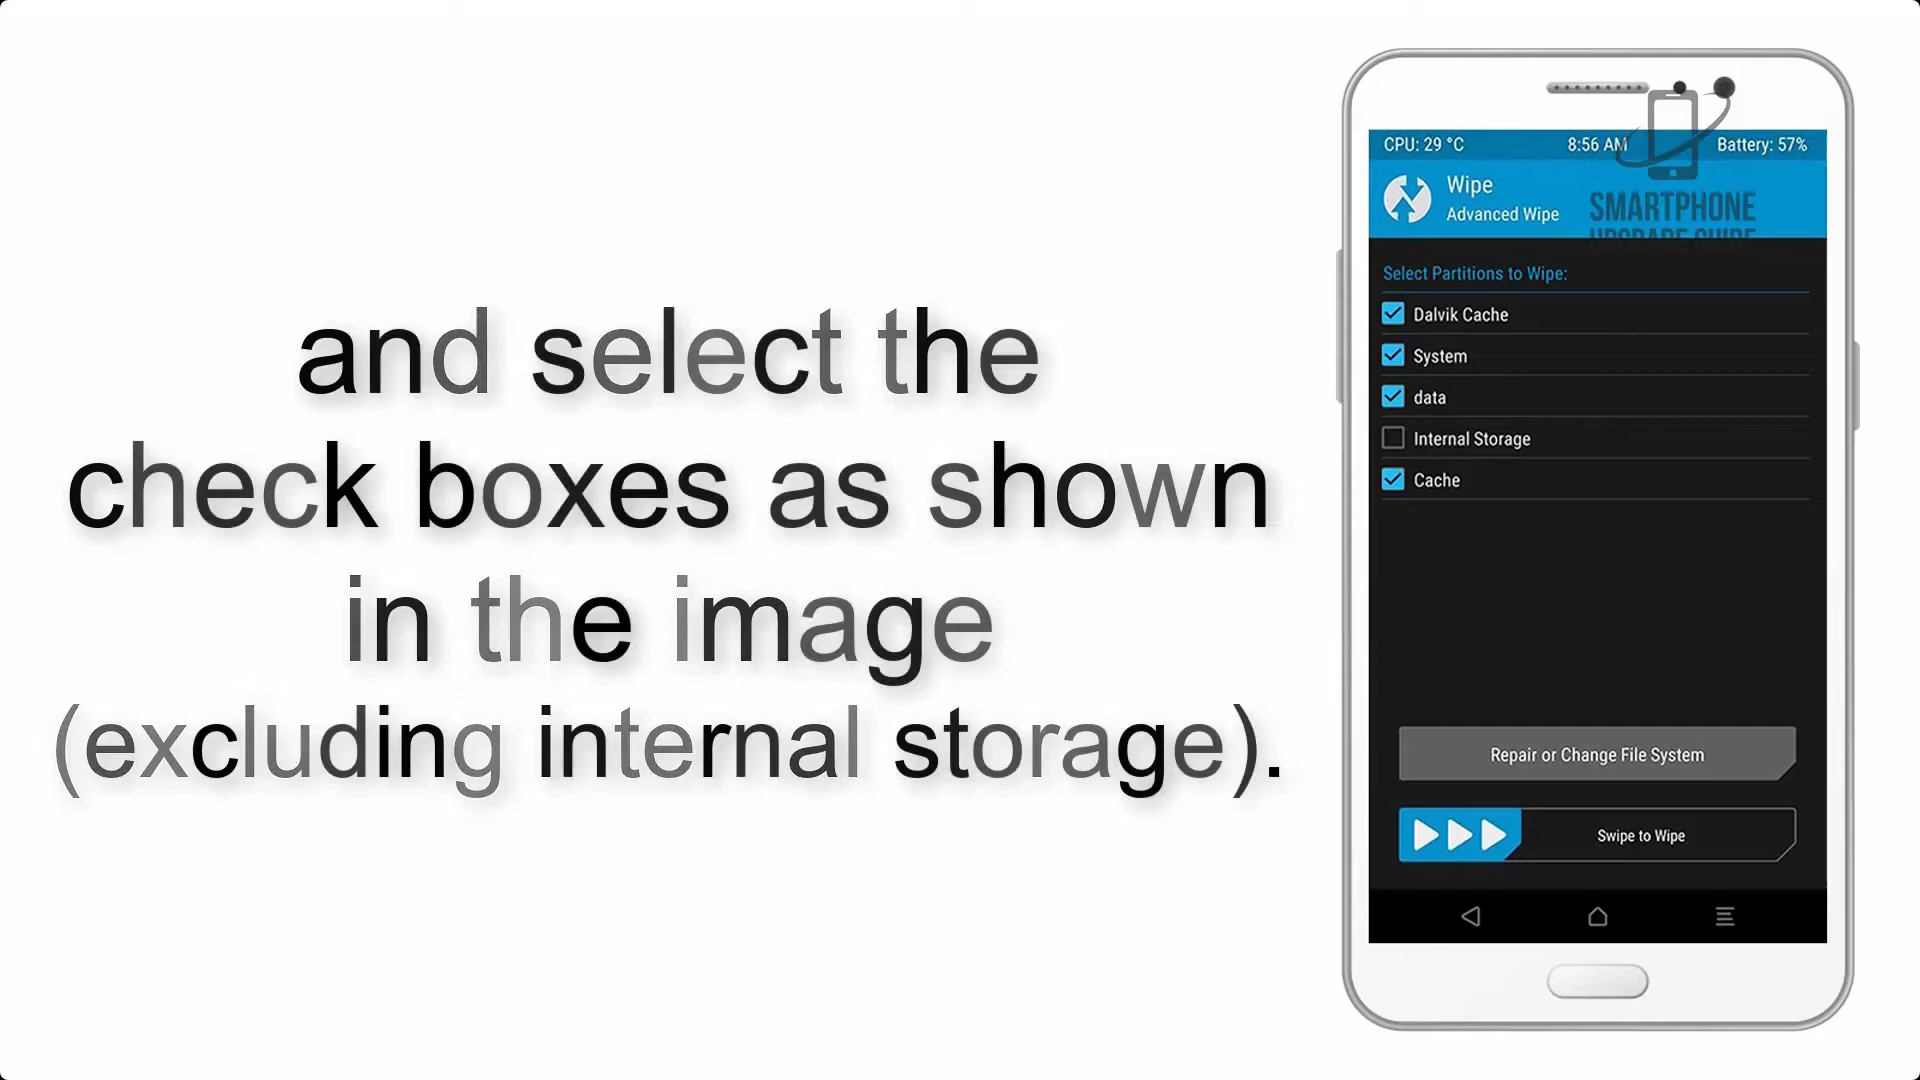 and select the
check boxes as shown
in the image
(excluding internal storage).
CPU: 29 °C 8:56 AM Battery: 57%
Wipe
Advanced Wipe
SMARTPHONE
UPGRADE GUIDE
Select Partitions to Wipe:
Dalvik Cache
System
data
Internal Storage
Cache
Repair or Change File System
Swipe to Wipe